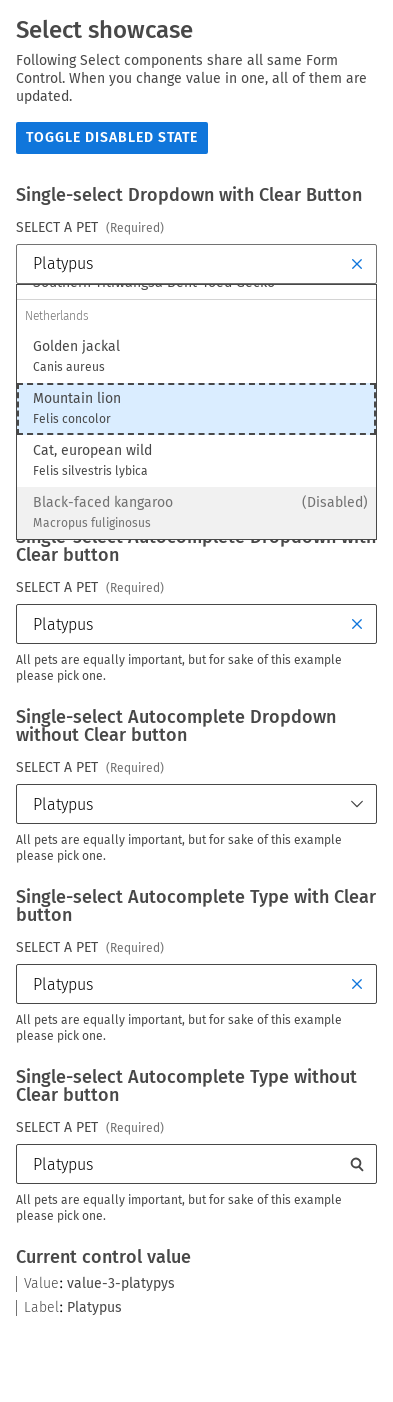 Select showcase
Following Select components share all same Form
Control. When you change value in one, all of them are
updated.
TOGGLE DISABLED STATE
Single-select Dropdown with Clear Button
SELECT A PET (Required)
Platypus
Netherlands
Golden jackal
Canis aureus
Mountain lion
Felis concolor
Cat, european wild
Felis silvestris lybica
Black-faced kangaroo (Disabled)
Macropus fuliginosus
Single-select Autocomplete Dropdown with
Clear button
SELECT A PET (Required)
Platypus
All pets are equally important, but for sake of this example
please pick one.
Single-select Autocomplete Dropdown
without Clear button
SELECT A PET (Required)
Platypus
All pets are equally important, but for sake of this example
please pick one.
Single-select Autocomplete Type with Clear
button
SELECT A PET (Required)
Platypus
All pets are equally important, but for sake of this example
please pick one.
Single-select Autocomplete Type without
Clear button
SELECT A PET (Required)
Platypus
All pets are equally important, but for sake of this example
please pick one.
Current control value
Value: value-3-platypys
Label: Platypus